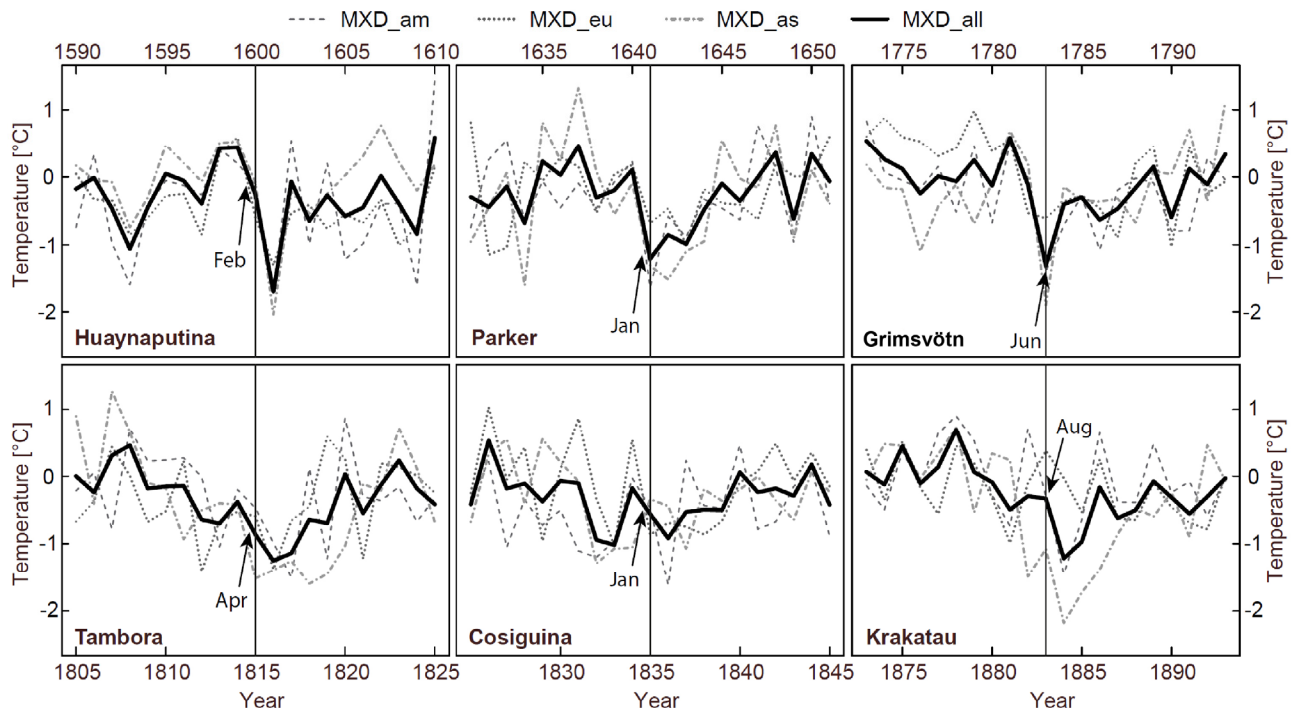 MXD_am MXD_eu MXD_as MXD_all
1590 1595 1600 1605 1610 1635 1640 1645 1650 1775 1780 1785 1790
Temperature [°C]
1
0
-1
-2
Feb
Huaynaputina
Jan
Parker
Jun
Grimsvötn
1
0
-1
-2
Temperature [°C]
Temperature [°C]
1
0
-1
-2
Apr
Tambora
Jan
Cosiguina
Aug
Krakatau
1
0
-1
-2
Temperature [°C]
1805 1810 1815 1820 1825 1830 1835 1840 1845 1875 1880 1885 1890
Year Year Year